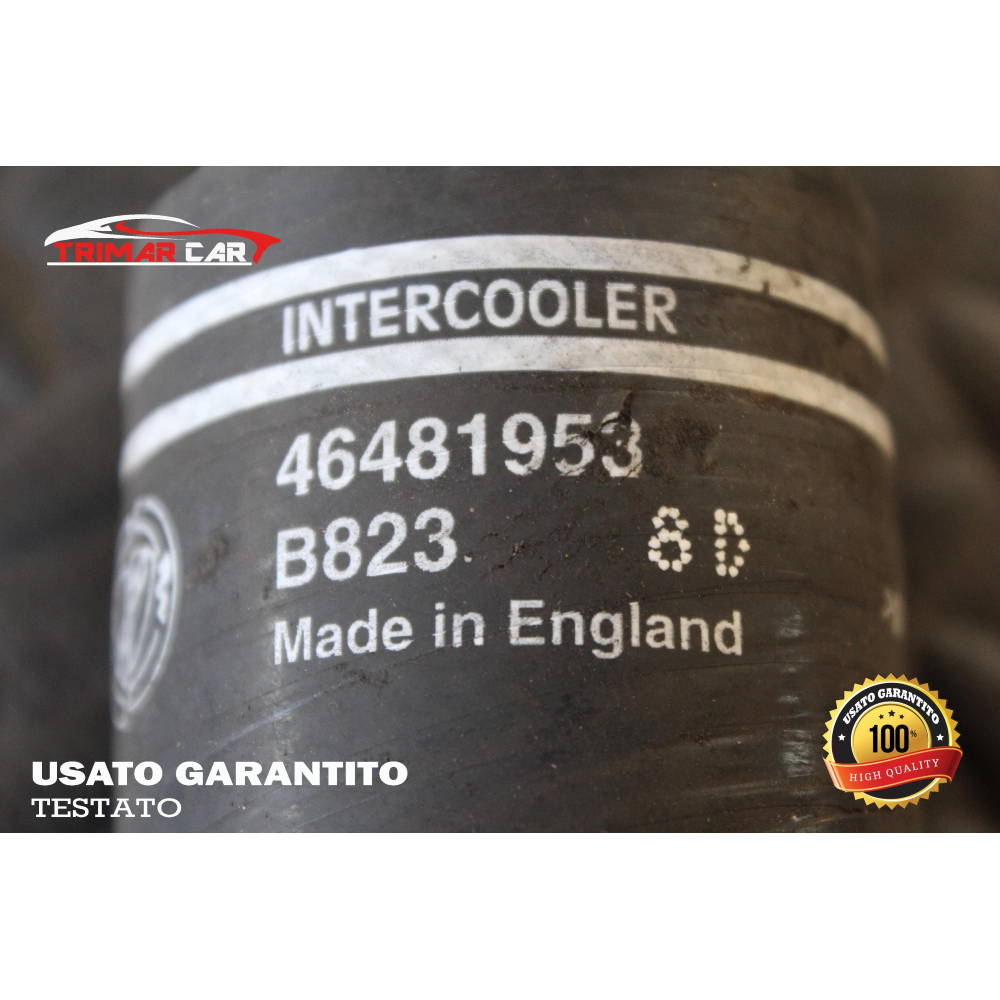 TRIMAR CAR
INTERCOOLER
46481953
B823
8 D
Made in England
USATO GARANTITO
TESTATO
USATO GARANTITO
100%
HIGH QUALITY